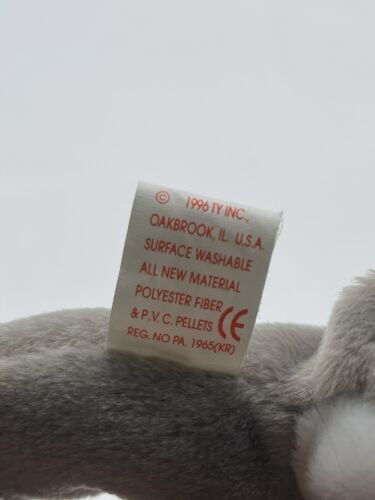 © 1996 TY INC.,
OAKBROOK, IL. U.S.A.
SURFACE WASHABLE
ALL NEW MATERIAL
POLYESTER FIBER
& P.V.C. PELLETS CE
REG. NO PA. 1965(KR)